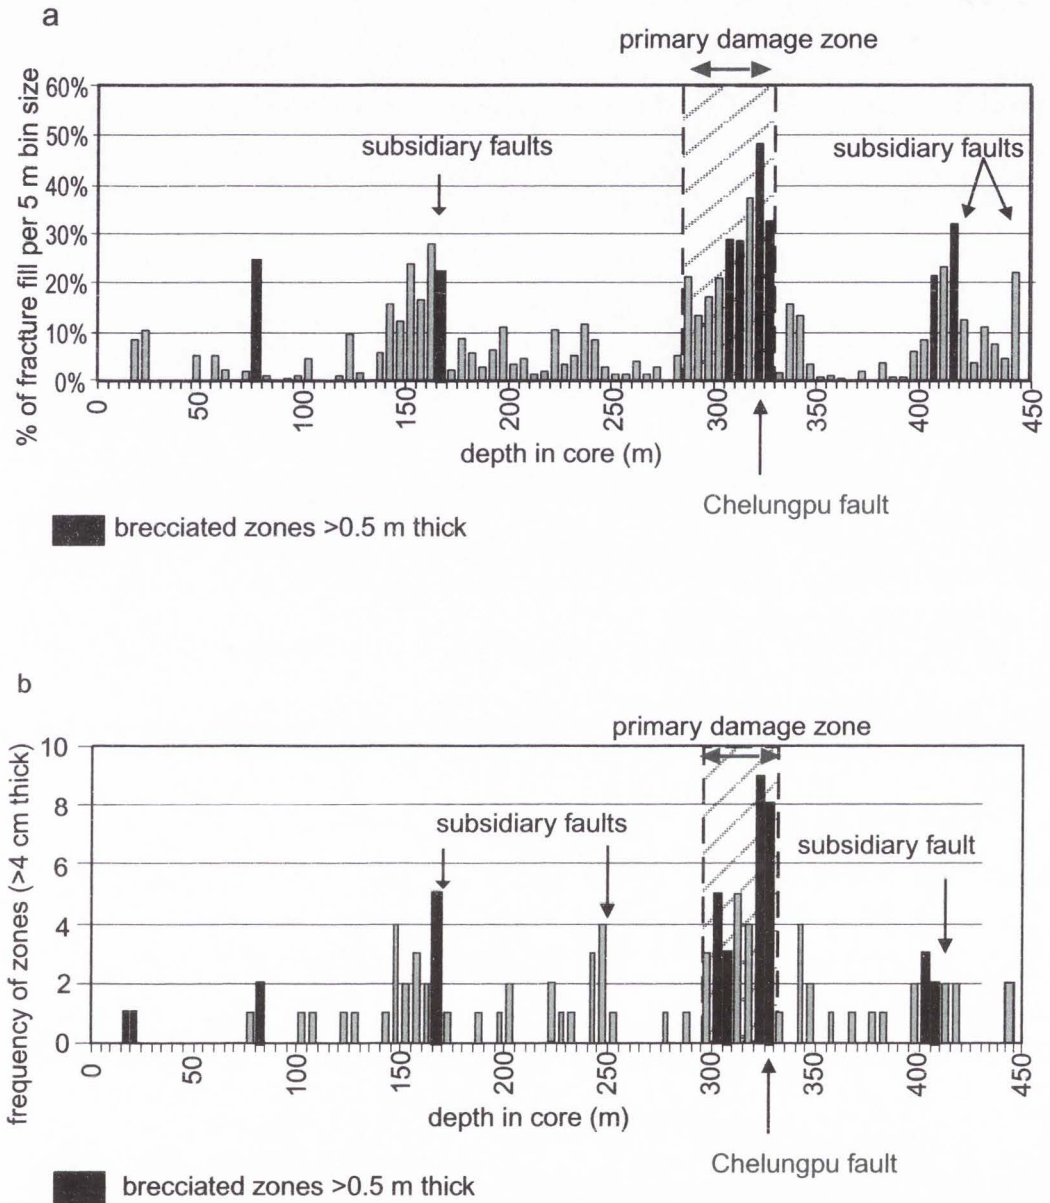 a
primary damage zone
60%
50%
40%
30%
20%
10%
0%
% of fracture fill per 5 m bin size
subsidiary faults
subsidiary faults
0
50
100
150
200
250
300
350
400
450
depth in core (m)
Chelungpu fault
brecciated zones >0.5 m thick
b
primary damage zone
10
8
6
4
2
0
frequency of zones (>4 cm thick)
subsidiary faults
subsidiary fault
0
50
100
150
200
250
300
350
400
450
depth in core (m)
Chelungpu fault
brecciated zones >0.5 m thick